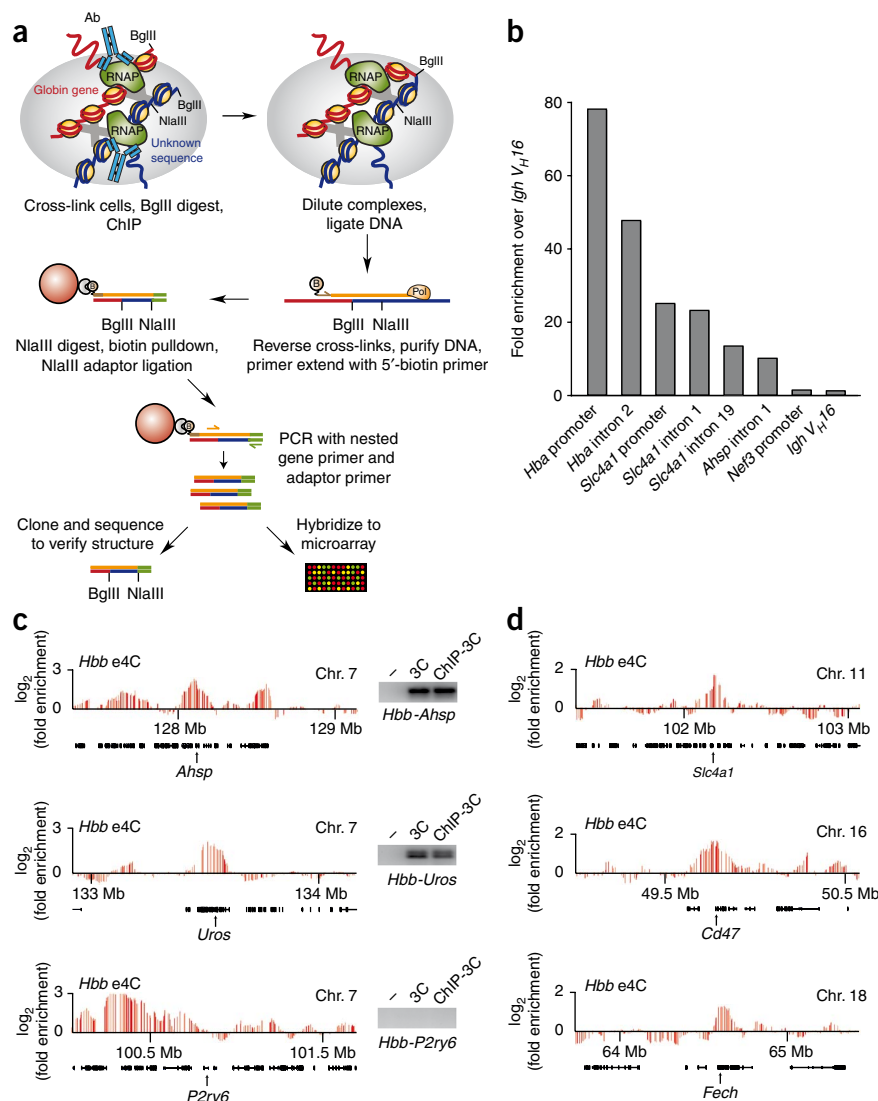 a
Ab
BglII
RNAP
Globin gene
BglII
NlaIII
RNAP
Unknown
sequence
Cross-link cells, BglII digest,
ChIP
RNAP
BglII
NlaIII
RNAP
Dilute complexes,
ligate DNA
B
Pol
BglII NlaIII
Reverse cross-links, purify DNA,
primer extend with 5′-biotin primer
B
BglII NlaIII
NlaIII digest, biotin pulldown,
NlaIII adaptor ligation
B
PCR with nested
gene primer and
adaptor primer
Clone and sequence
to verify structure
BglII NlaIII
Hybridize to
microarray
b
Fold enrichment over Igh VH16
80
60
40
20
0
Hba promoter
Hba intron 2
Slc4a1 promoter
Slc4a1 intron 1
Slc4a1 intron 19
Ahsp intron 1
Nef3 promoter
Igh VH16
c
log2
(fold enrichment)
3
0
Hbb e4C
Chr. 7
128 Mb
129 Mb
Ahsp
–
3C
ChIP-3C
Hbb-Ahsp
log2
(fold enrichment)
3
0
Hbb e4C
Chr. 7
133 Mb
134 Mb
Uros
–
3C
ChIP-3C
Hbb-Uros
log2
(fold enrichment)
3
0
Hbb e4C
Chr. 7
100.5 Mb
101.5 Mb
P2ry6
–
3C
ChIP-3C
Hbb-P2ry6
d
log2
(fold enrichment)
2
0
Hbb e4C
Chr. 11
102 Mb
103 Mb
Slc4a1
log2
(fold enrichment)
2
0
Hbb e4C
Chr. 16
49.5 Mb
50.5 Mb
Cd47
log2
(fold enrichment)
2
0
Hbb e4C
Chr. 18
64 Mb
65 Mb
Fech